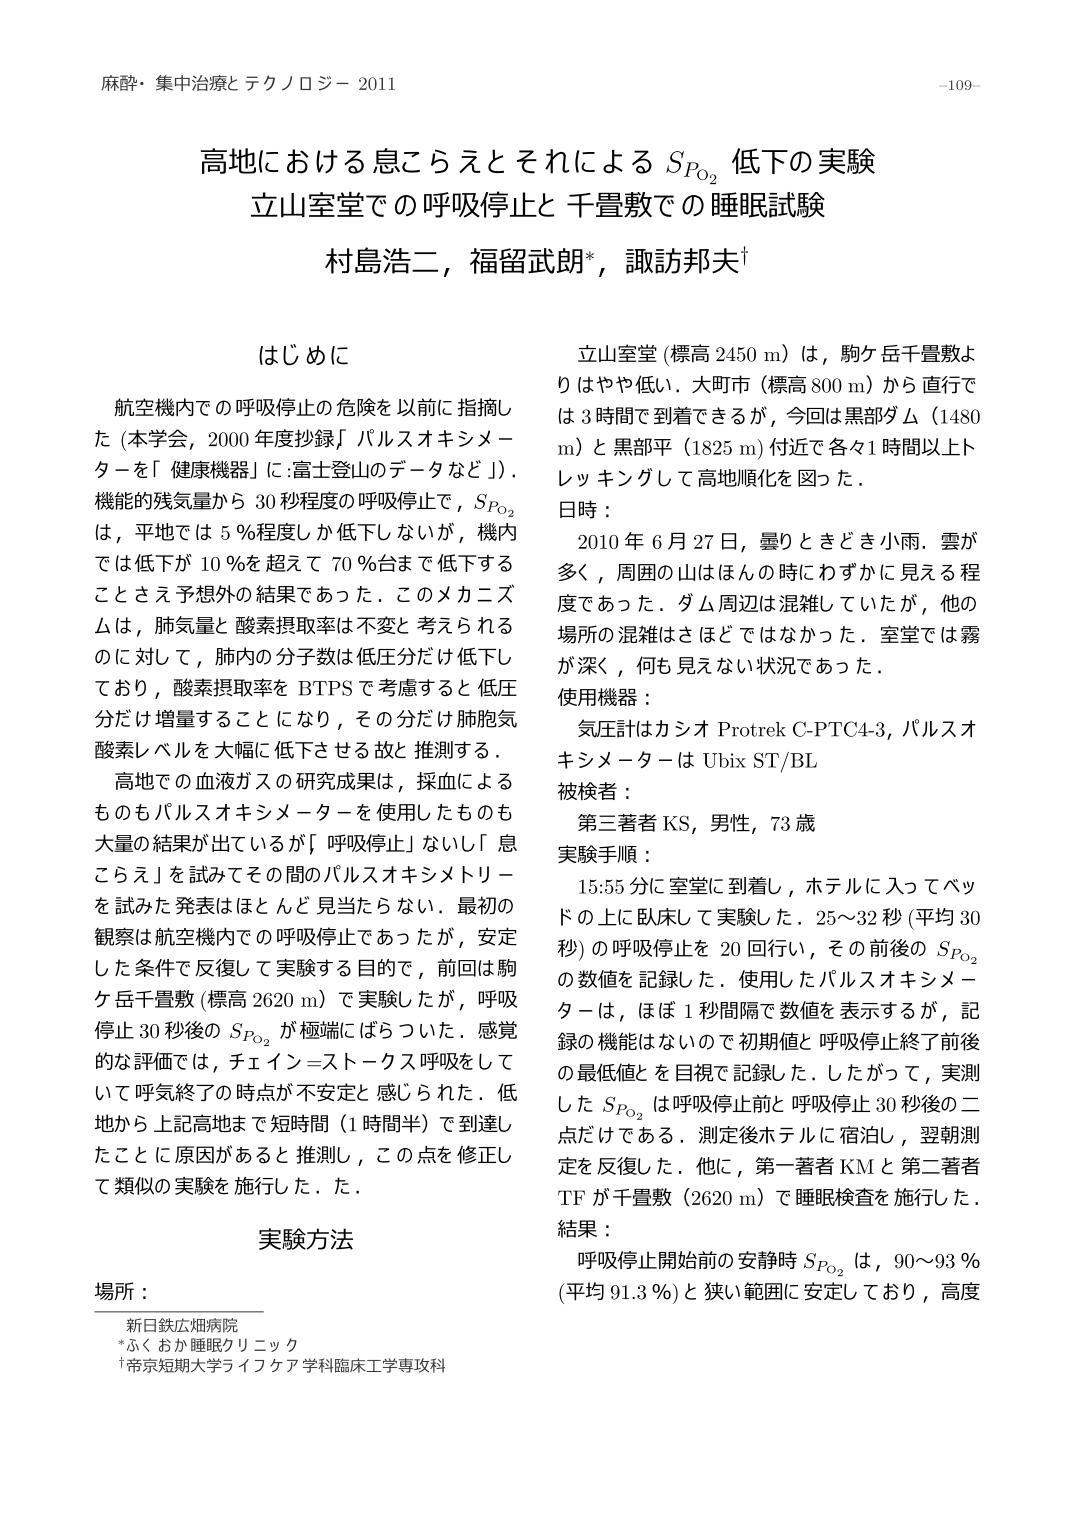 麻酔・集中治療とテクノロジー 2011
–109–
高地における息こらえとそれによる SPO2 低下の実験
立山室堂での呼吸停止と千畳敷での睡眠試験
村島浩二，福留武朗*，諏訪邦夫†
はじめに
航空機内での呼吸停止の危険を以前に指摘し
た (本学会，2000 年度抄録，「パルスオキシメー
ターを「健康機器」に:富士登山のデータなど」)．
機能的残気量から 30 秒程度の呼吸停止で，SPO2
は，平地では 5 %程度しか低下しないが，機内
では低下が 10 %を超えて 70 %台まで低下する
ことさえ予想外の結果であった．このメカニズ
ムは，肺気量と酸素摂取率は不変と考えられる
のに対して，肺内の分子数は低圧分だけ低下し
ており，酸素摂取率を BTPS で考慮すると低圧
分だけ増量することになり，その分だけ肺胞気
酸素レベルを大幅に低下させる故と推測する．
高地での血液ガスの研究成果は，採血による
ものもパルスオキシメーターを使用したものも
大量の結果が出ているが，「呼吸停止」ないし「息
こらえ」を試みてその間のパルスオキシメトリー
を試みた発表はほとんど見当たらない．最初の
観察は航空機内での呼吸停止であったが，安定
した条件で反復して実験する目的で，前回は駒
ケ岳千畳敷 (標高 2620 m）で実験したが，呼吸
停止 30 秒後の SPO2 が極端にばらついた．感覚
的な評価では，チェイン=ストークス呼吸をして
いて呼気終了の時点が不安定と感じられた．低
地から上記高地まで短時間（1 時間半）で到達し
たことに原因があると推測し，この点を修正し
て類似の実験を施行した．た．
実験方法
場所：
新日鉄広畑病院
*ふくおか睡眠クリニック
†帝京短期大学ライフケア学科臨床工学専攻科
立山室堂 (標高 2450 m）は，駒ケ岳千畳敷よ
りはやや低い．大町市（標高 800 m）から直行で
は 3 時間で到着できるが，今回は黒部ダム（1480
m）と黒部平（1825 m) 付近で各々1 時間以上ト
レッキングして高地順化を図った．
日時：
2010 年 6 月 27 日，曇りときどき小雨．雲が
多く，周囲の山はほんの時にわずかに見える程
度であった．ダム周辺は混雑していたが，他の
場所の混雑はさほどではなかった．室堂では霧
が深く，何も見えない状況であった．
使用機器：
気圧計はカシオ Protrek C-PTC4-3，パルスオ
キシメーターは Ubix ST/BL
被検者：
第三著者 KS，男性，73 歳
実験手順：
15:55 分に室堂に到着し，ホテルに入ってベッ
ドの上に臥床して実験した．25～32 秒 (平均 30
秒) の呼吸停止を 20 回行い，その前後の SPO2
の数値を記録した．使用したパルスオキシメー
ターは，ほぼ 1 秒間隔で数値を表示するが，記
録の機能はないので初期値と呼吸停止終了前後
の最低値とを目視で記録した．したがって，実測
した SPO2 は呼吸停止前と呼吸停止 30 秒後の二
点だけである．測定後ホテルに宿泊し，翌朝測
定を反復した．他に，第一著者 KM と第二著者
TF が千畳敷（2620 m）で睡眠検査を施行した．
結果：
呼吸停止開始前の安静時 SPO2 は，90～93 %
(平均 91.3 %)と狭い範囲に安定しており，高度